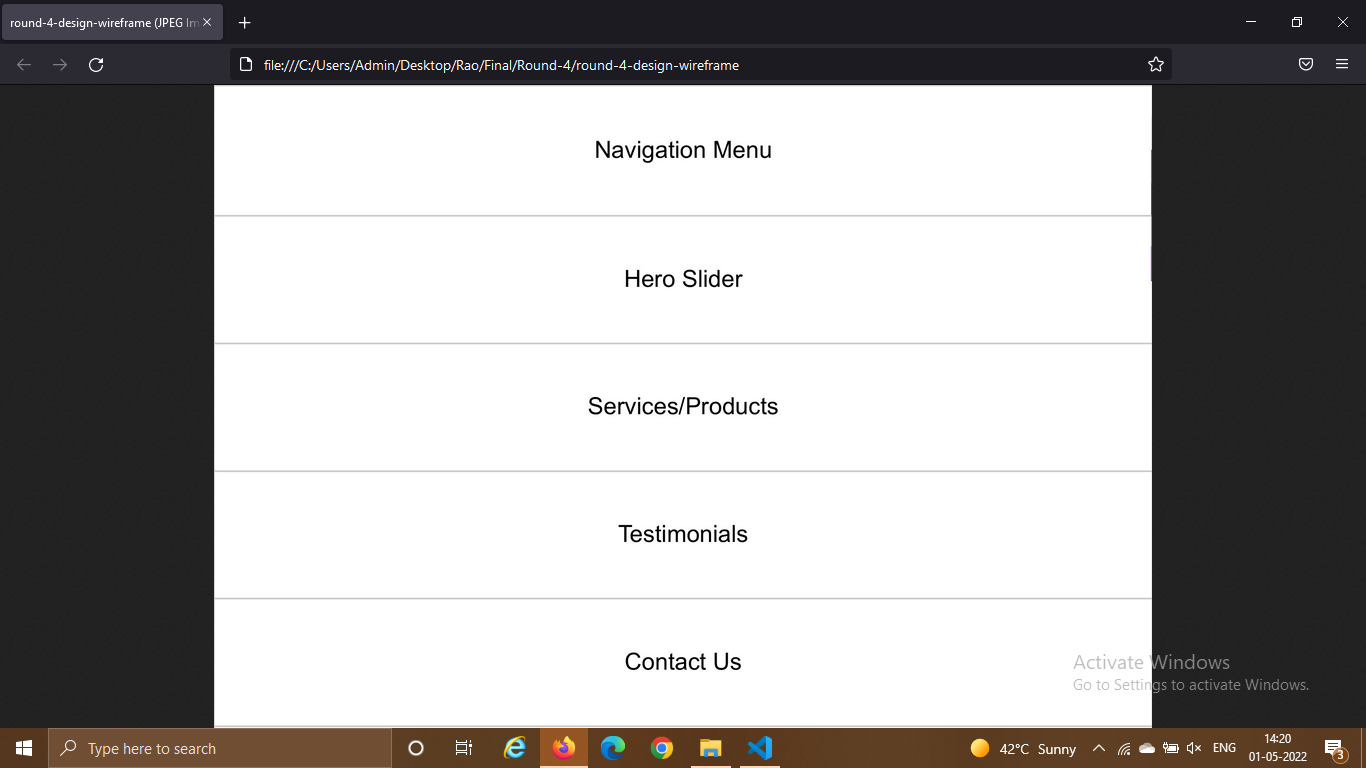 round-4-design-wireframe (JPEG Im
file:///C:/Users/Admin/Desktop/Rao/Final/Round-4/round-4-design-wireframe
Navigation Menu
Hero Slider
Services/Products
Testimonials
Contact Us
Activate Windows
Go to Settings to activate Windows.
Type here to search
42°C Sunny
ENG
14:20
01-05-2022
3